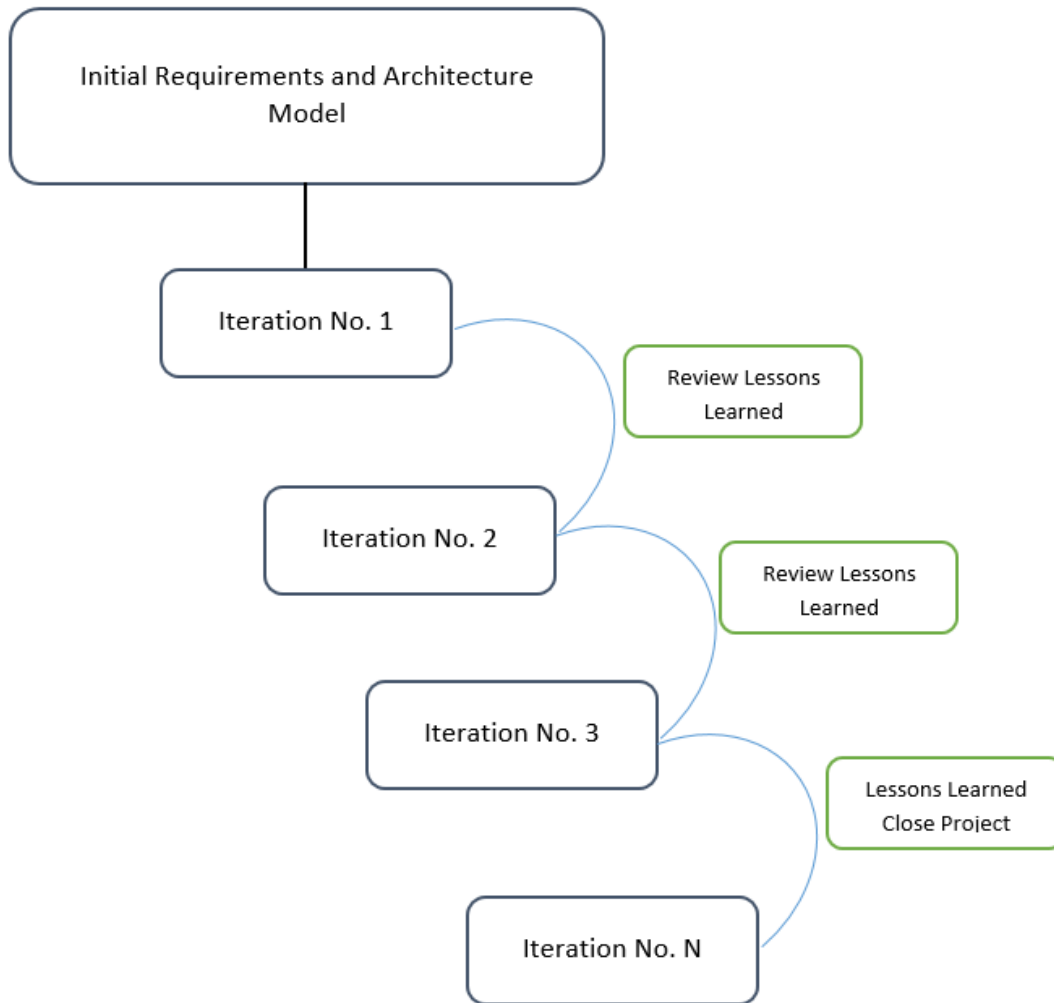 Initial Requirements and Architecture
Model
Iteration No. 1
Review Lessons
Learned
Iteration No. 2
Review Lessons
Learned
Iteration No. 3
Lessons Learned
Close Project
Iteration No. N